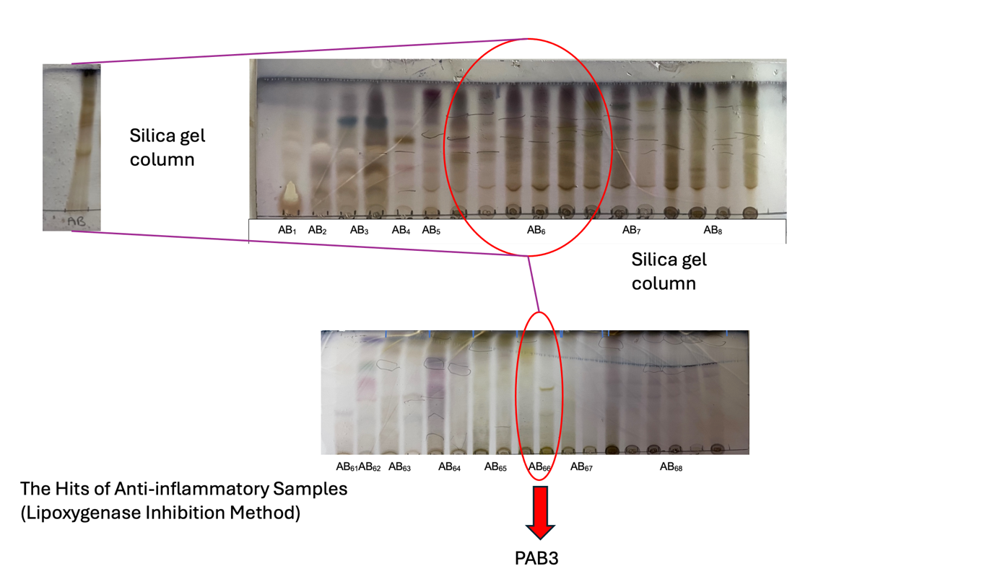 AB
Silica gel
column
AB₁ AB₂ AB₃ AB₄ AB₅ AB₆ AB₇ AB₈
Silica gel
column
AB₆₁AB₆₂ AB₆₃ AB₆₄ AB₆₅ AB₆₆ AB₆₇ AB₆₈
The Hits of Anti-inflammatory Samples
(Lipoxygenase Inhibition Method)
PAB3